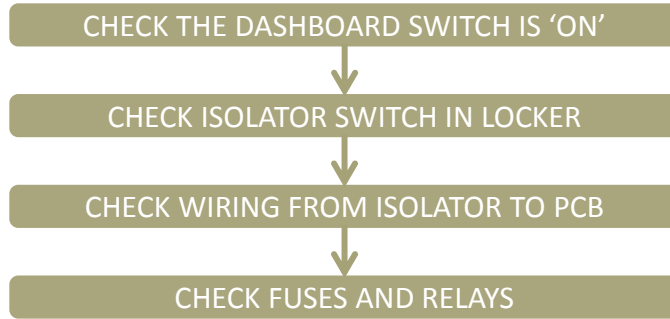 CHECK THE DASHBOARD SWITCH IS ‘ON’
CHECK ISOLATOR SWITCH IN LOCKER
CHECK WIRING FROM ISOLATOR TO PCB
CHECK FUSES AND RELAYS